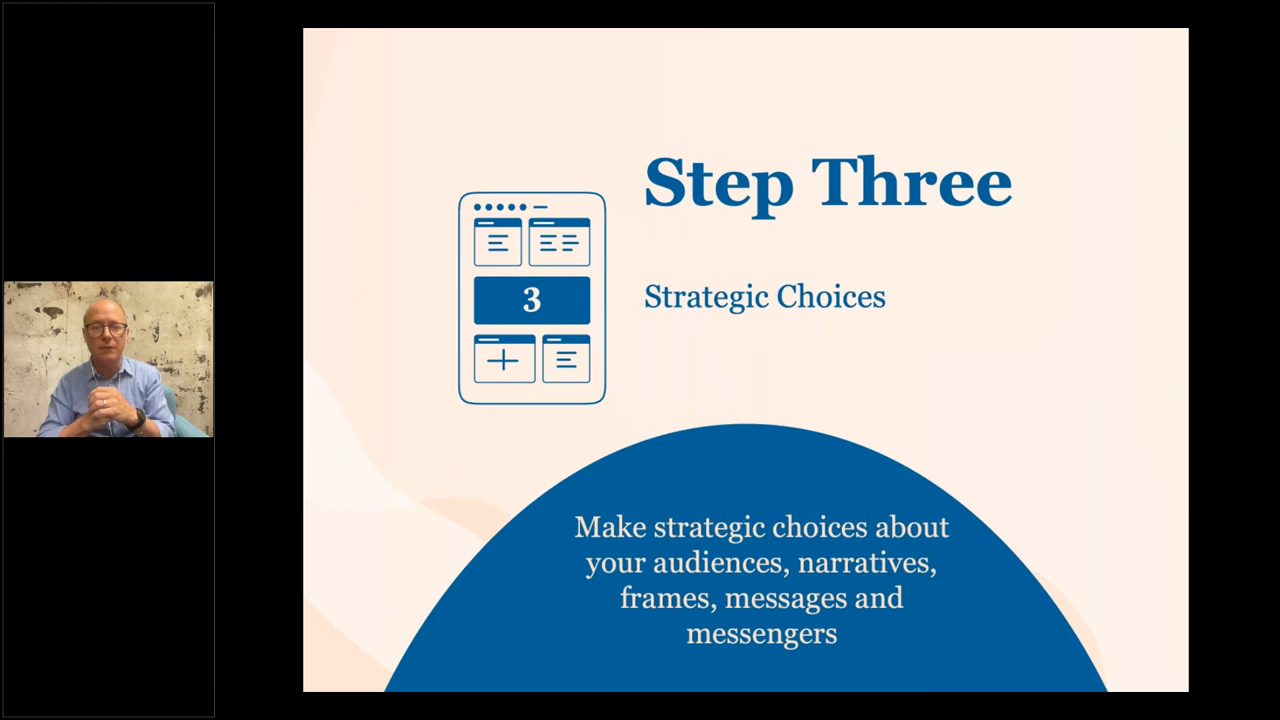 Step Three
3
Strategic Choices
Make strategic choices about
your audiences, narratives,
frames, messages and
messengers